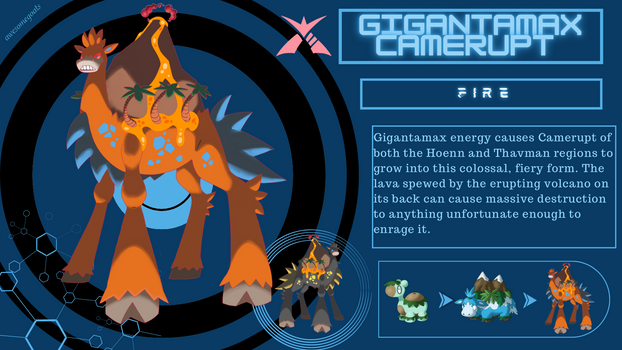 awesomegoals
GIGANTAMAX
CAMERUPT
FIRE
Gigantamax energy causes Camerupt of
both the Hoenn and Thavman regions to
grow into this colossal, fiery form. The
lava spewed by the erupting volcano on
its back can cause massive destruction
to anything unfortunate enough to
enrage it.